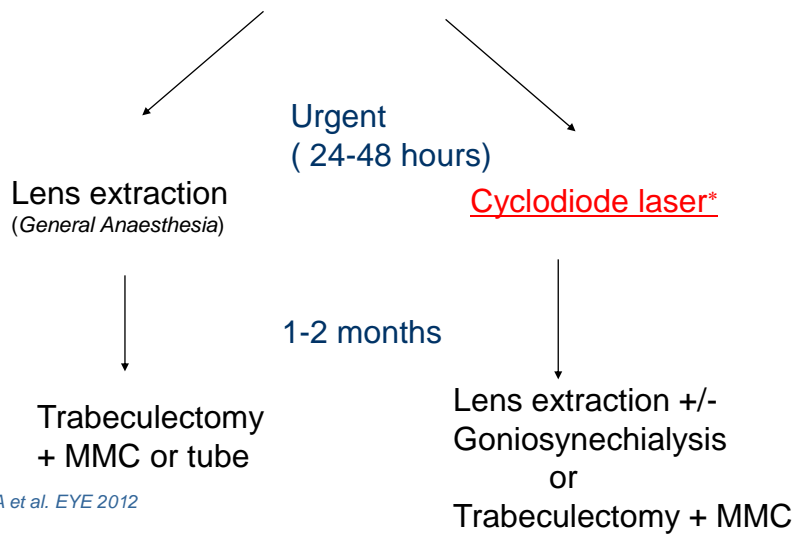 Urgent
( 24-48 hours)
Lens extraction
(General Anaesthesia)
Cyclodiode laser*
1-2 months
Trabeculectomy
+ MMC or tube
Lens extraction +/-
Goniosynechialysis
or
Trabeculectomy + MMC
A et al. EYE 2012